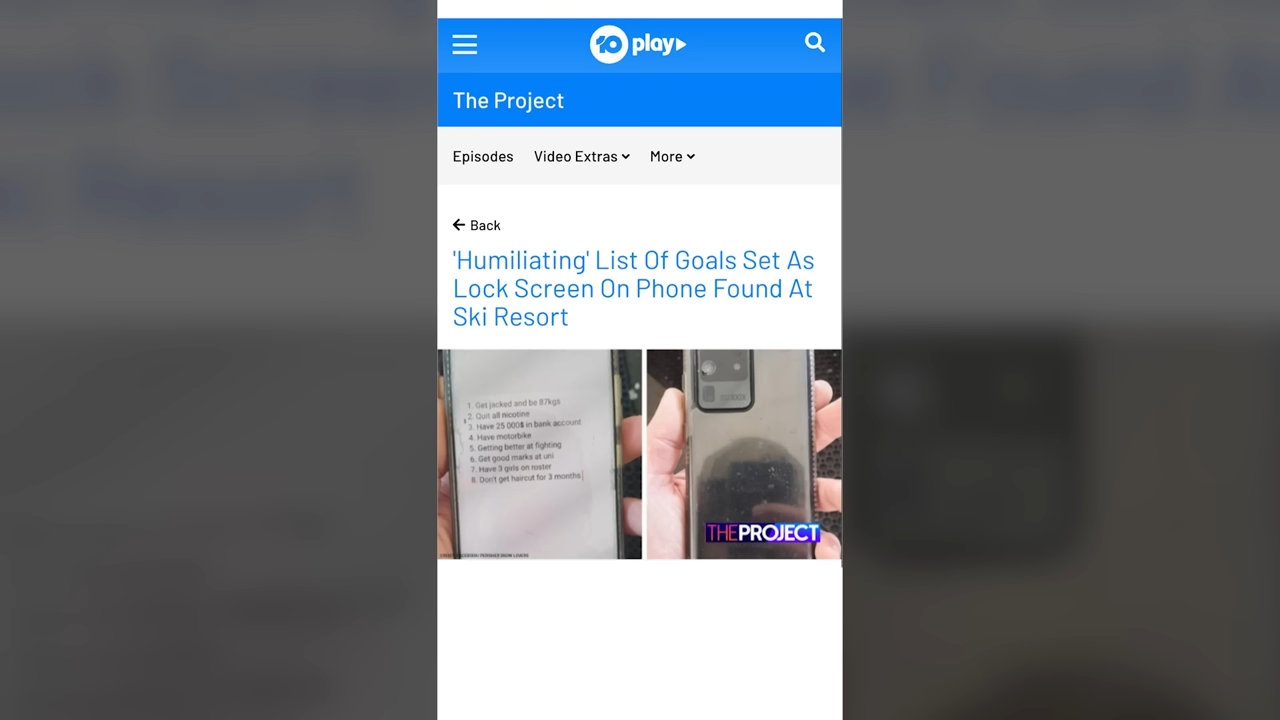 10 play
The Project
Episodes Video Extras More
Back
'Humiliating' List Of Goals Set As
Lock Screen On Phone Found At
Ski Resort
1. Get jacked and be 87kgs
2. Quit all nicotine
3. Have 25 000$ in bank account
4. Have motorbike
5. Getting better at fighting
6. Get good marks at uni
7. Have 3 girls on roster
8. Don't get haircut for 3 months
THEPROJECT